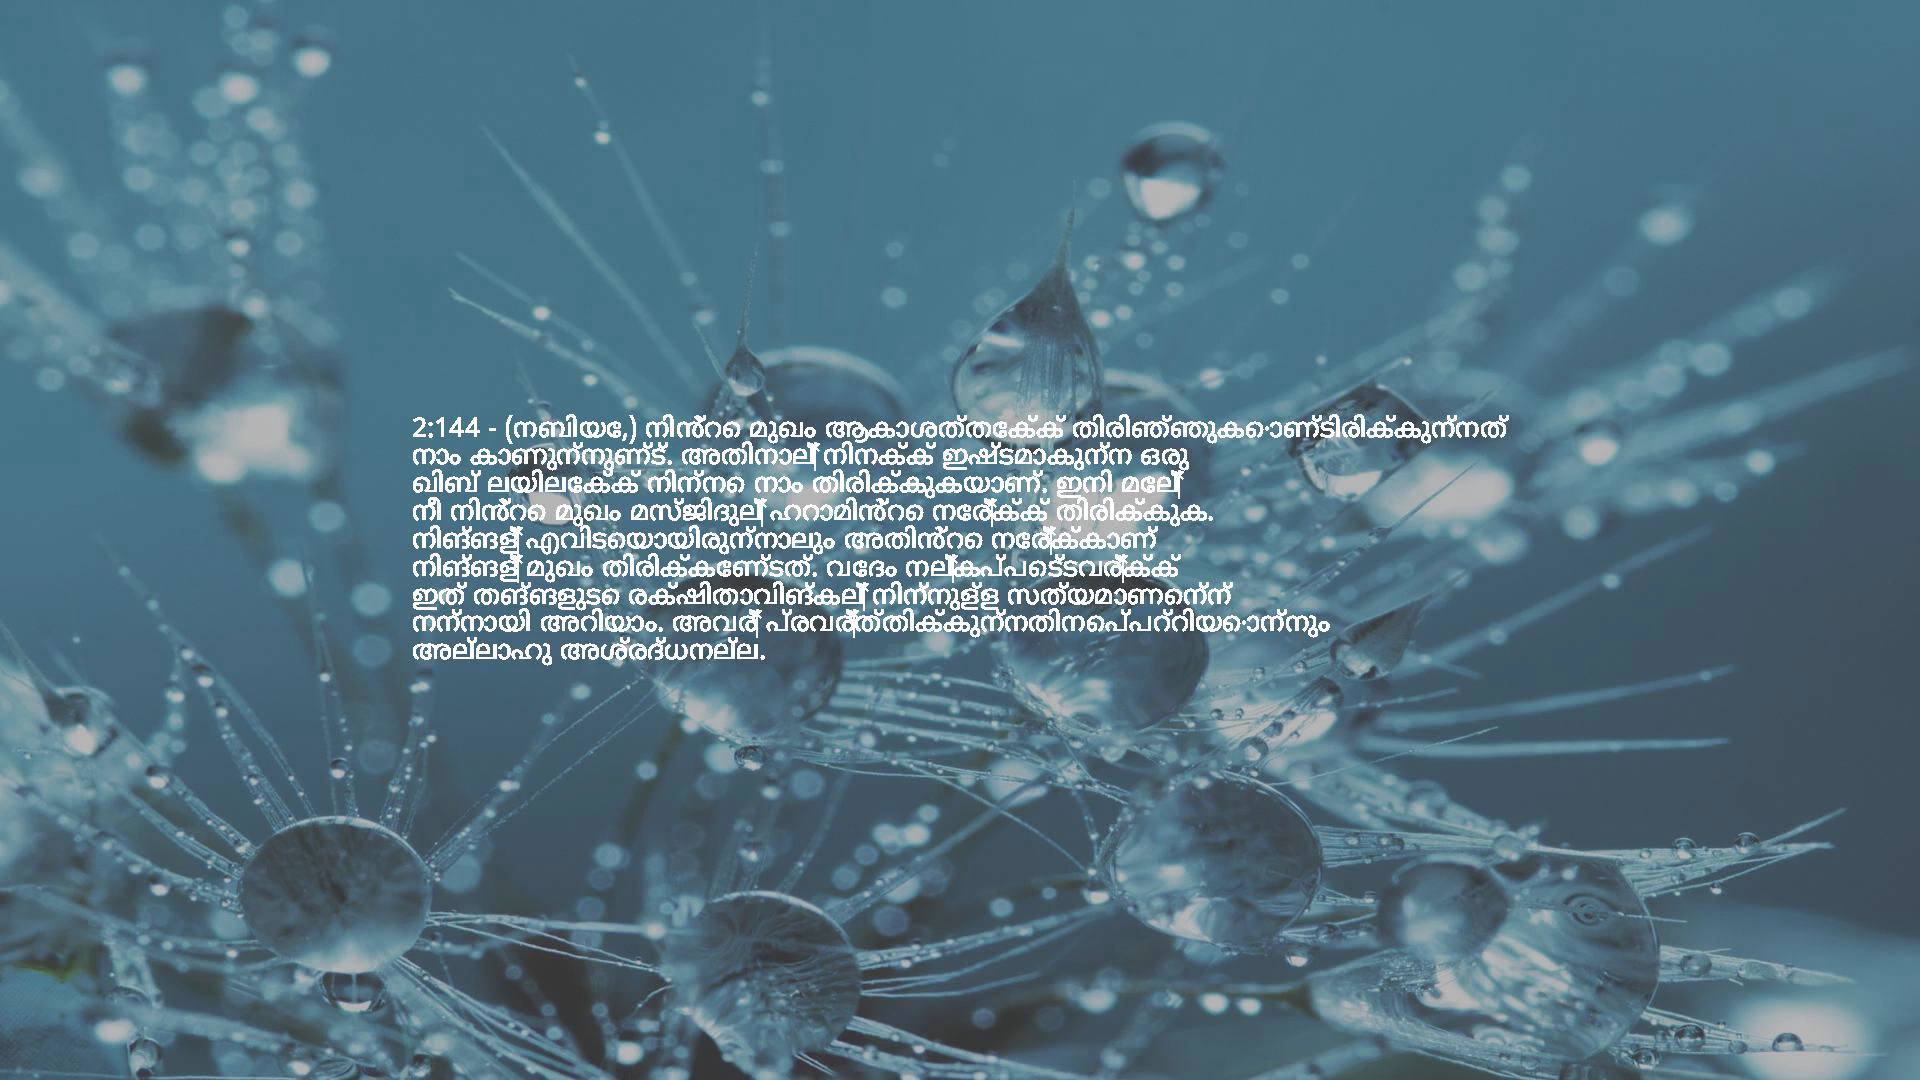 2:144 - (നബിയേ,) നിന്‍റെ മുഖം ആകാശത്തേക്ക് തിരിഞ്ഞുകൊണ്ടിരിക്കുന്നത്
നാം കാണുന്നുണ്ട്. അതിനാല്‍ നിനക്ക് ഇഷ്ടമാകുന്ന ഒരു
ഖിബ് ലയിലേക്ക് നിന്നെ നാം തിരിക്കുകയാണ്. ഇനി മേല്‍
നീ നിന്‍റെ മുഖം മസ്ജിദുല്‍ ഹറാമിന്‍റെ നേര്‍ക്ക് തിരിക്കുക.
നിങ്ങള്‍ എവിടെയായിരുന്നാലും അതിന്‍റെ നേര്‍ക്കാണ്
നിങ്ങള്‍ മുഖം തിരിക്കേണ്ടത്. വേദം നല്‍കപ്പെട്ടവര്‍ക്ക്
ഇത് തങ്ങളുടെ രക്ഷിതാവിങ്കല്‍ നിന്നുള്ള സത്യമാണെന്ന്
നന്നായി അറിയാം. അവര്‍ പ്രവര്‍ത്തിക്കുന്നതിനെപ്പറ്റിയൊന്നും
അല്ലാഹു അശ്രദ്ധനല്ല.